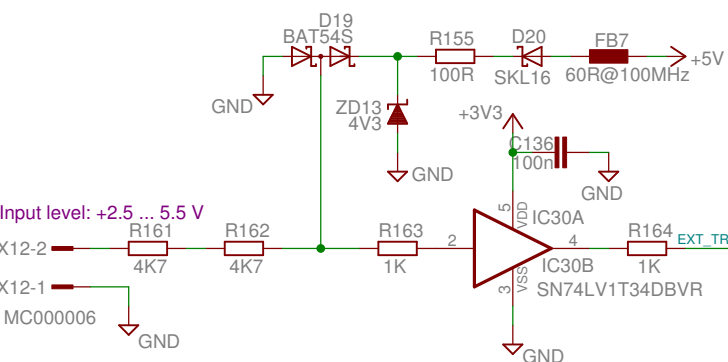 D19
BAT54S
R155
100R
D20
SKL16
FB7
60R@100MHz
+5V
GND
ZD13
4V3
GND
+3V3
C136
100n
GND
Input level: +2.5 ... 5.5 V
X12-2
R161
4K7
R162
4K7
R163
1K
2
5
VDD
IC30A
4
IC30B
3
VSS
SN74LV1T34DBVR
R164
1K
EXT_TR
X12-1
MC000006
GND
GND